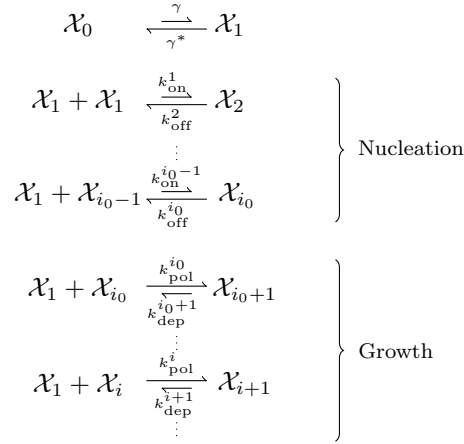 𝒳₀ ⇌ 𝒳₁ (γ, γ*)
𝒳₁ + 𝒳₁ ⇌ 𝒳₂ (k_on^1, k_off^2)
⋮
𝒳₁ + 𝒳_{i₀−1} ⇌ 𝒳_{i₀} (k_on^{i₀−1}, k_off^{i₀})
Nucleation
𝒳₁ + 𝒳_{i₀} ⇌ 𝒳_{i₀+1} (k_pol^{i₀}, k_dep^{i₀+1})
⋮
𝒳₁ + 𝒳_i ⇌ 𝒳_{i+1} (k_pol^i, k_dep^{i+1})
⋮
Growth